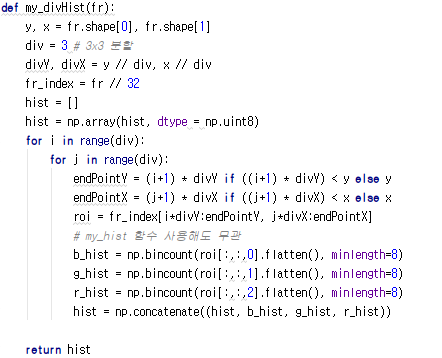 def my_divHist(fr):
    y, x = fr.shape[0], fr.shape[1]
    div = 3 # 3x3 분할
    divY, divX = y // div, x // div
    fr_index = fr // 32
    hist = []
    hist = np.array(hist, dtype = np.uint8)
    for i in range(div):
        for j in range(div):
            endPointY = (i+1) * divY if ((i+1) * divY) < y else y
            endPointX = (j+1) * divX if ((j+1) * divX) < x else x
            roi = fr_index[i*divY:endPointY, j*divX:endPointX]
            # my_hist 함수 사용해도 무관
            b_hist = np.bincount(roi[:,:,0].flatten(), minlength=8)
            g_hist = np.bincount(roi[:,:,1].flatten(), minlength=8)
            r_hist = np.bincount(roi[:,:,2].flatten(), minlength=8)
            hist = np.concatenate((hist, b_hist, g_hist, r_hist))
    return hist